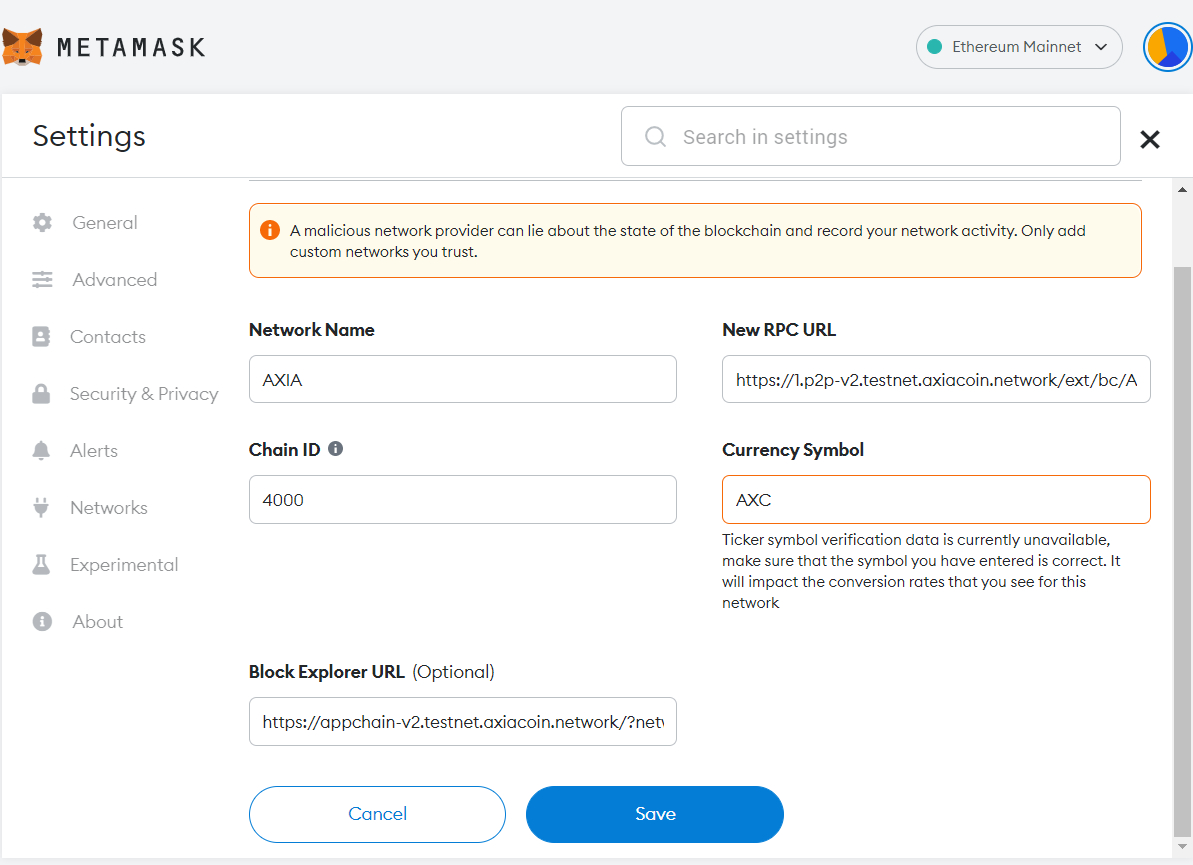 METAMASK
Ethereum Mainnet
Settings
Search in settings
General
Advanced
Contacts
Security & Privacy
Alerts
Networks
Experimental
About
A malicious network provider can lie about the state of the blockchain and record your network activity. Only add
custom networks you trust.
Network Name
AXIA
New RPC URL
https://1.p2p-v2.testnet.axiacoin.network/ext/bc/A
Chain ID
4000
Currency Symbol
AXC
Ticker symbol verification data is currently unavailable,
make sure that the symbol you have entered is correct. It
will impact the conversion rates that you see for this
network
Block Explorer URL (Optional)
https://appchain-v2.testnet.axiacoin.network/?netw
Cancel
Save